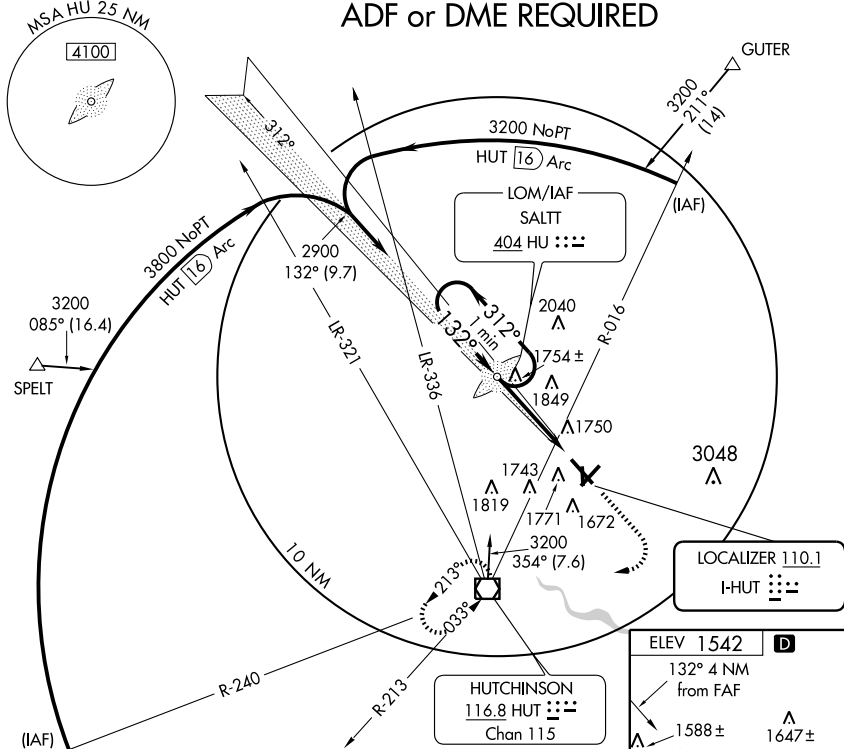 ADF or DME REQUIRED
MSA HU 25 NM
4100
GUTER
3200
211°
(14)
3200 NoPT
HUT 16 Arc
(IAF)
312°
LOM/IAF
SALTT
404 HU
2900
132° (9.7)
3800 NoPT
HUT 16 Arc
3200
085° (16.4)
SPELT
LR-321
LR-336
R-016
132°
312°
1 min
2040
1754 ±
1849
1750
3048
1743
1819
1771
1672
3200
354° (7.6)
LOCALIZER 110.1
I-HUT
10 NM
213°
033°
R-240
R-213
(IAF)
HUTCHINSON
116.8 HUT
Chan 115
ELEV 1542 D
132° 4 NM
from FAF
1588 ±
1647 ±